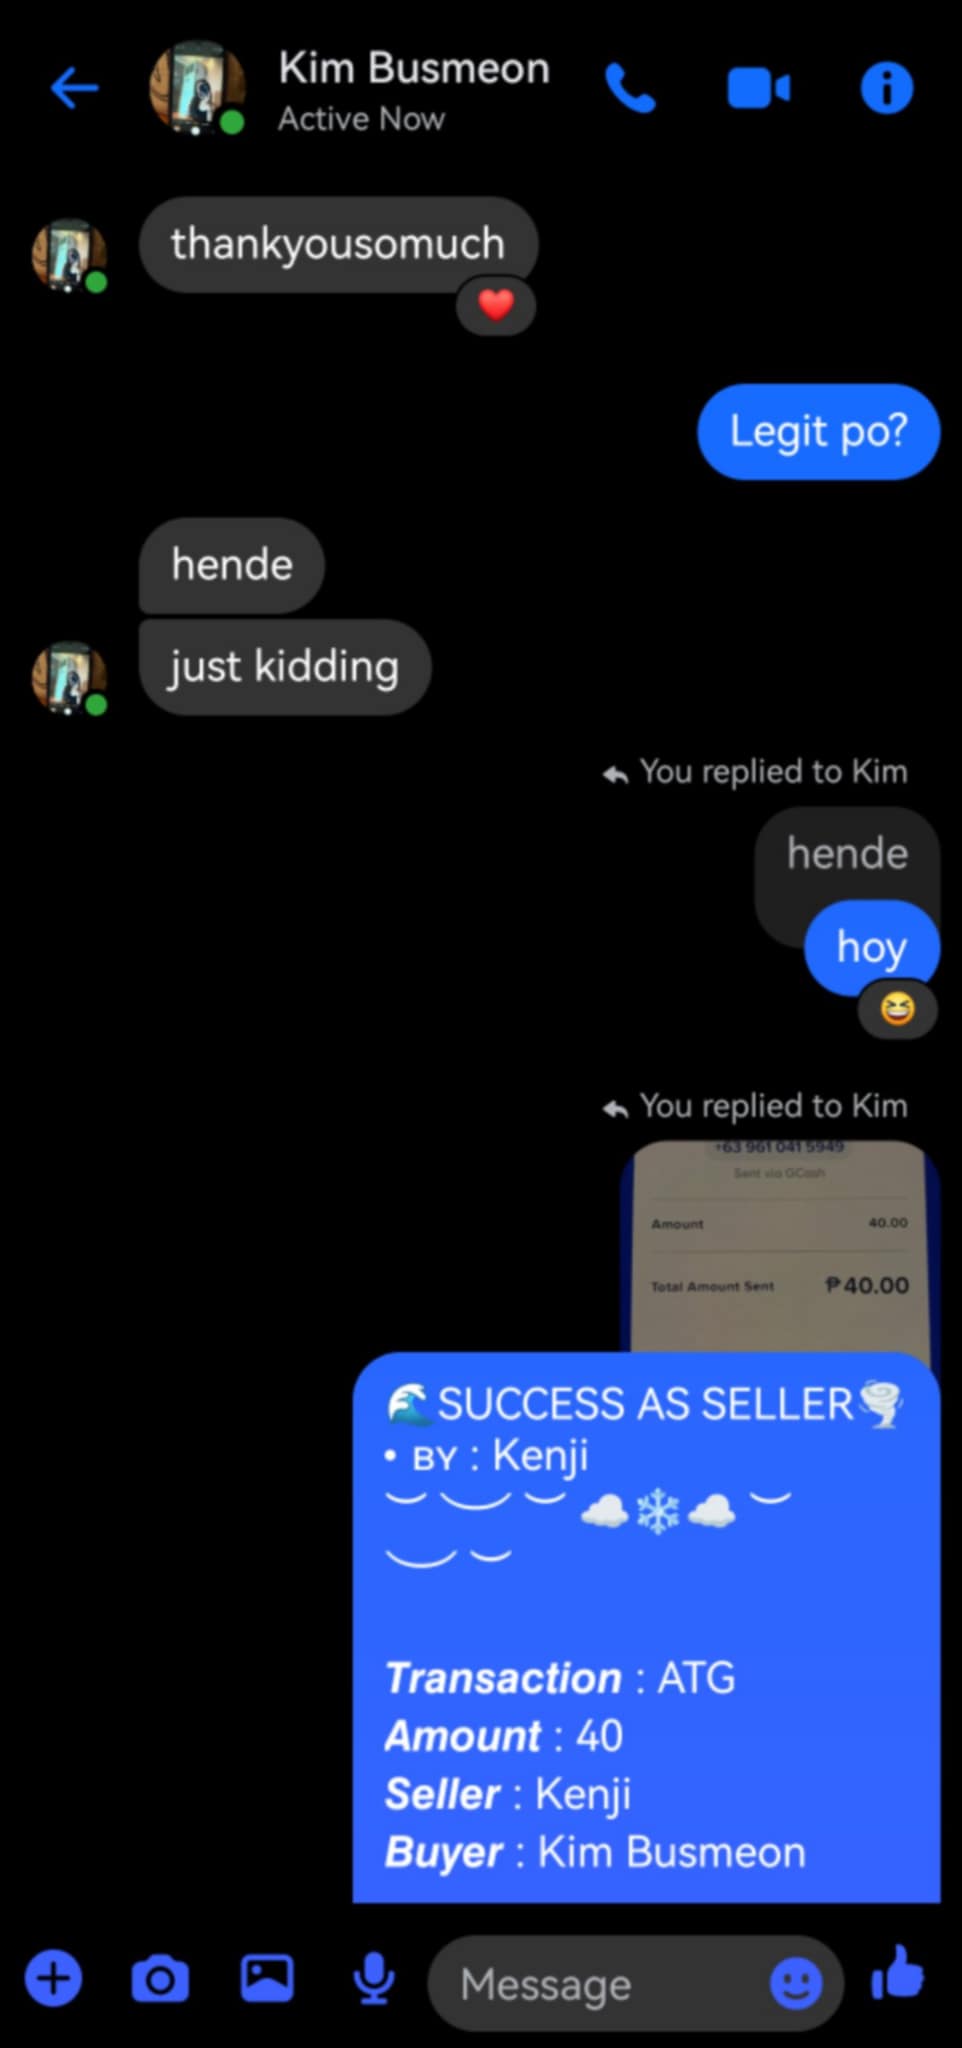 Kim Busmeon
Active Now
thankyousomuch
Legit po?
hende
just kidding
You replied to Kim
hende
hoy
You replied to Kim
+63 961 041 5949
Sent via GCash
Amount 40.00
Total Amount Sent ₱40.00
🌊SUCCESS AS SELLER🌪️
• ʙʏ : Kenji
︶ ︶ ︶ ☁️❄️☁️ ︶
︶ ︶
Transaction : ATG
Amount : 40
Seller : Kenji
Buyer : Kim Busmeon
Message